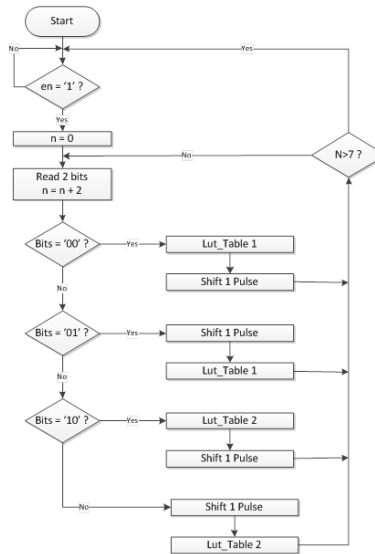 Start
No
Yes
en = '1' ?
Yes
n = 0
No
N>7 ?
Read 2 bits
n = n + 2
Bits = '00' ?
Yes
Lut_Table 1
Shift 1 Pulse
No
Bits = '01' ?
Yes
Shift 1 Pulse
Lut_Table 1
No
Bits = '10' ?
Yes
Lut_Table 2
Shift 1 Pulse
No
Shift 1 Pulse
Lut_Table 2